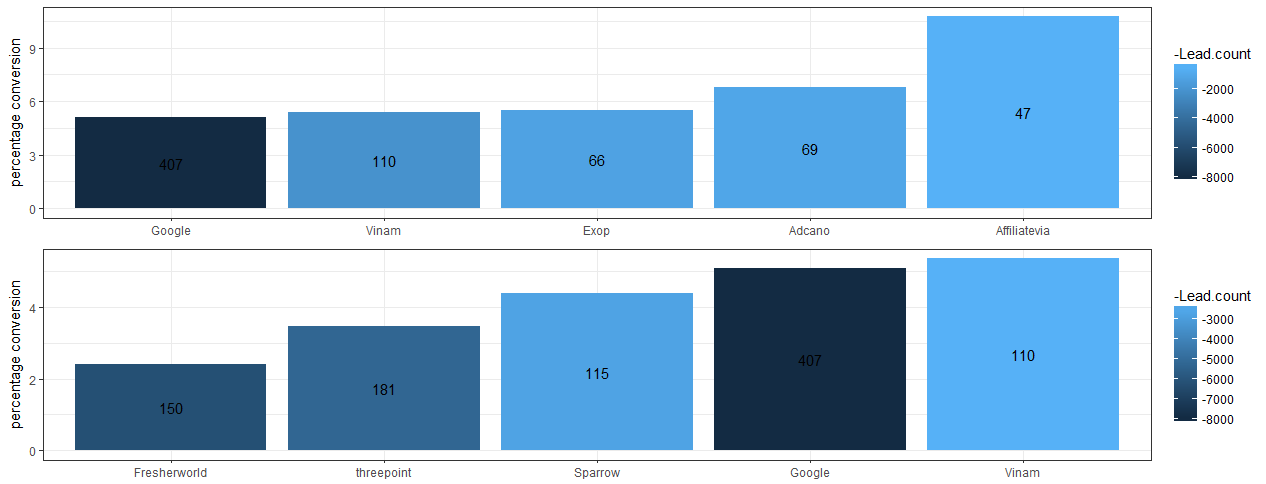 percentage conversion
9
6
3
0
407
110
66
69
47
Google
Vinam
Exop
Adcano
Affiliatevia
-Lead.count
-2000
-4000
-6000
-8000
percentage conversion
4
2
0
150
181
115
407
110
Fresherworld
threepoint
Sparrow
Google
Vinam
-Lead.count
-3000
-4000
-5000
-6000
-7000
-8000